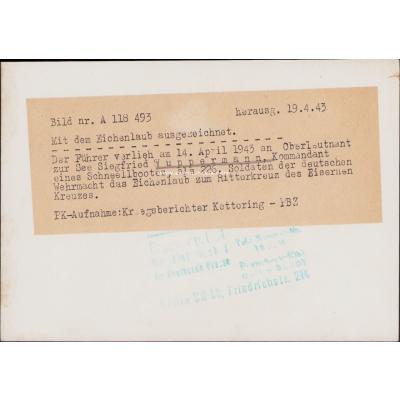 Bild nr. A 118 493 herausg. 19.4.43
Mit dem Eichenlaub ausgezeichnet.
Der Führer verlieh am 14. April 1943 an Oberleutnant
zur See Siegfried Wuppermann, Kommandant
eines Schnellbootes, als 226. Soldaten der deutschen
Wehrmacht das Eichenlaub zum Ritterkreuz des Eisernen
Kreuzes.
PK-Aufnahme: Kriegsberichter Kettoring - PBZ
Friedrichstr. 214